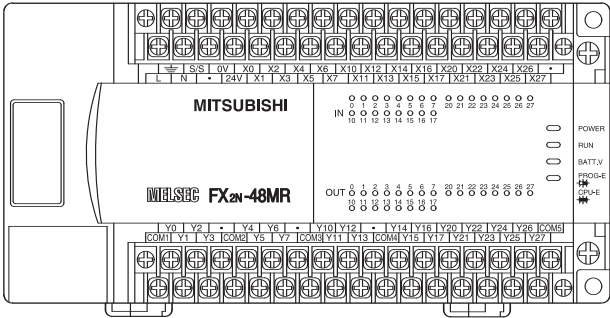 S/S 0V X0 X2 X4 X6 X10 X12 X14 X16 X20 X22 X24 X26 •
L N • 24V X1 X3 X5 X7 X11 X13 X15 X17 X21 X23 X25 X27
MITSUBISHI
0 1 2 3 4 5 6 7 20 21 22 23 24 25 26 27
IN
10 11 12 13 14 15 16 17
POWER
RUN
BATT.V
PROG-E
CPU-E
MELSEC FX2N-48MR
0 1 2 3 4 5 6 7 20 21 22 23 24 25 26 27
OUT
10 11 12 13 14 15 16 17
Y0 Y2 • Y4 Y6 • Y10 Y12 • Y14 Y16 Y20 Y22 Y24 Y26 COM5
COM1 Y1 Y3 COM2 Y5 Y7 COM3 Y11 Y13 COM4 Y15 Y17 Y21 Y23 Y25 Y27